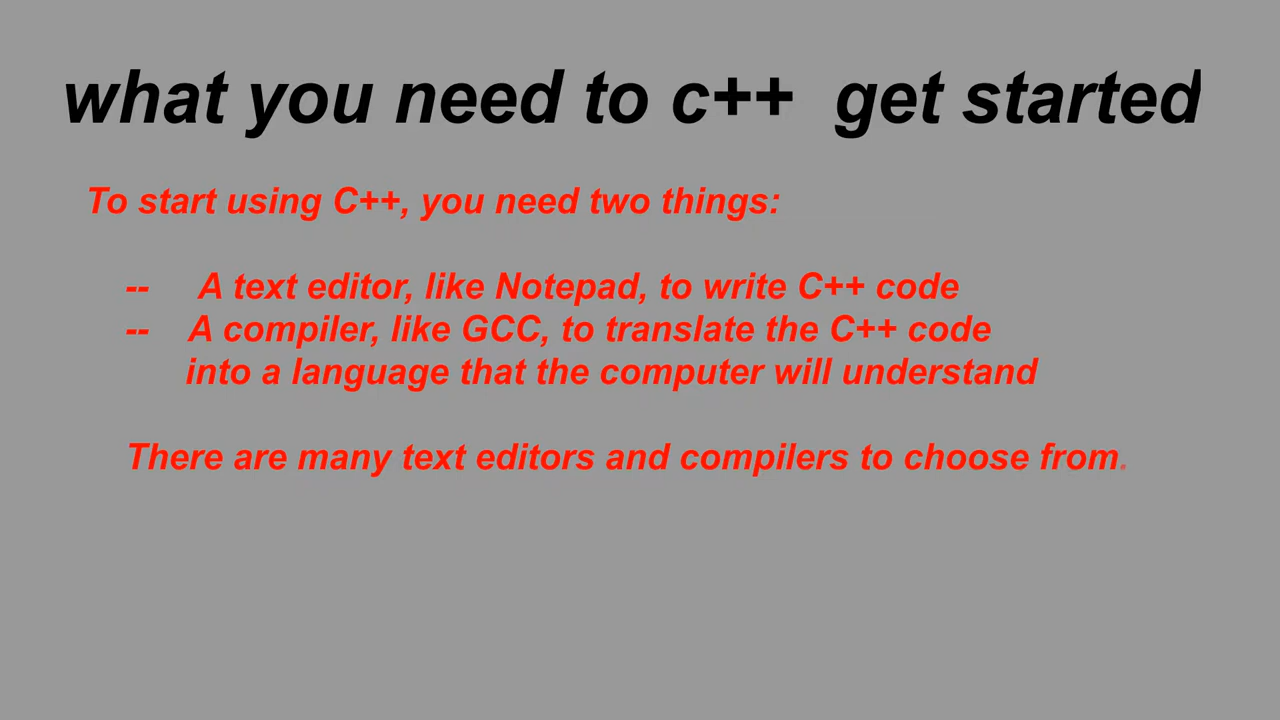 what you need to c++ get started
To start using C++, you need two things:
-- A text editor, like Notepad, to write C++ code
-- A compiler, like GCC, to translate the C++ code
into a language that the computer will understand
There are many text editors and compilers to choose from.